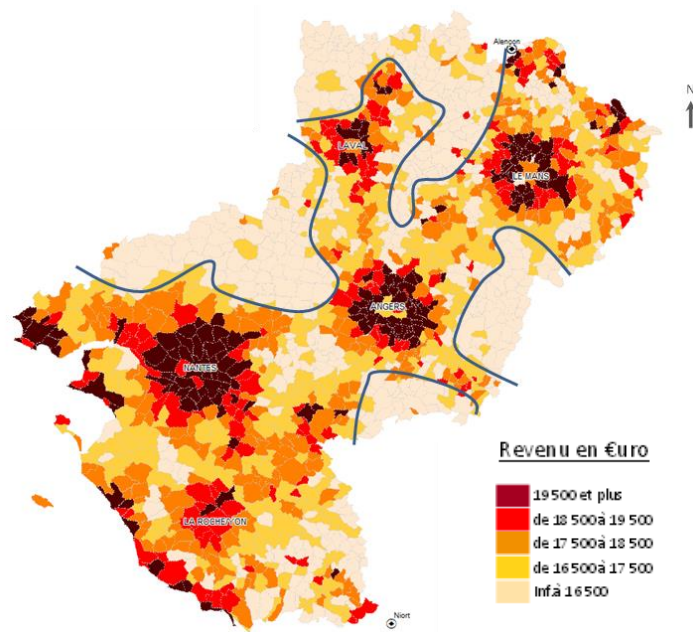 Alençon
N
LAVAL
LE MANS
ANGERS
NANTES
LA ROCHE/YON
Niort
Revenu en €uro
19 500 et plus
de 18 500 à 19 500
de 17 500 à 18 500
de 16 500 à 17 500
Inf.à 16 500